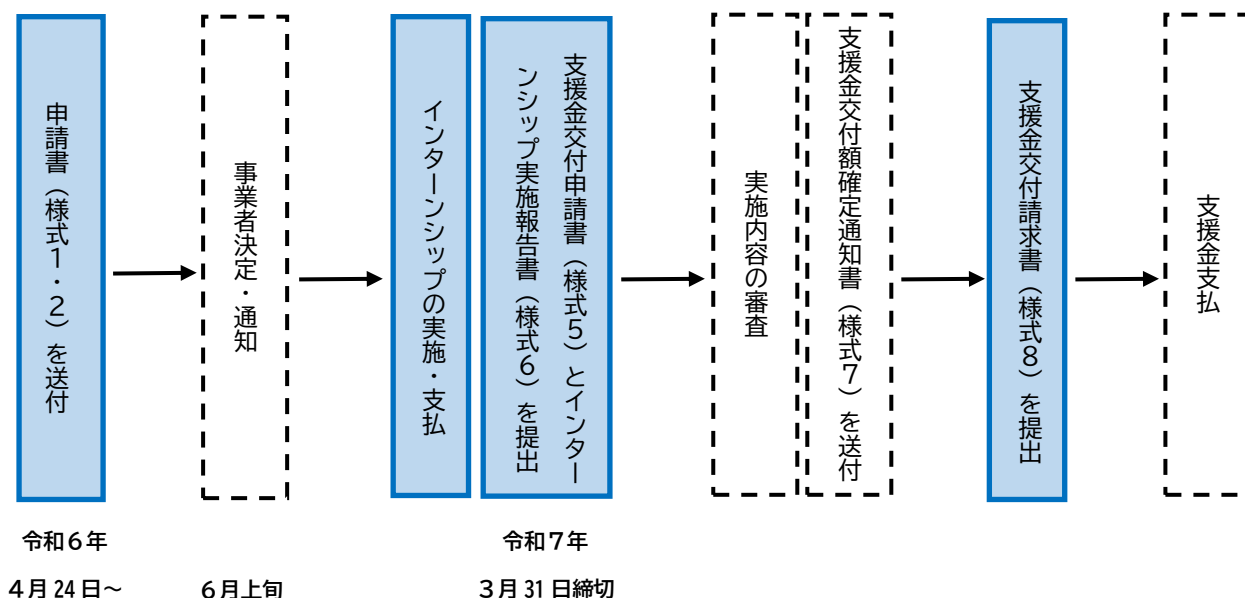 申請書（様式１・２）を送付
事業者決定・通知
インターンシップの実施・支払
支援金交付申請書（様式５）とインター
ンシップ実施報告書（様式６）を提出
実施内容の審査
支援金交付額確定通知書（様式７）を送付
支援金交付請求書（様式８）を提出
支援金支払
令和６年
４月24日～
６月上旬
令和７年
３月31日締切